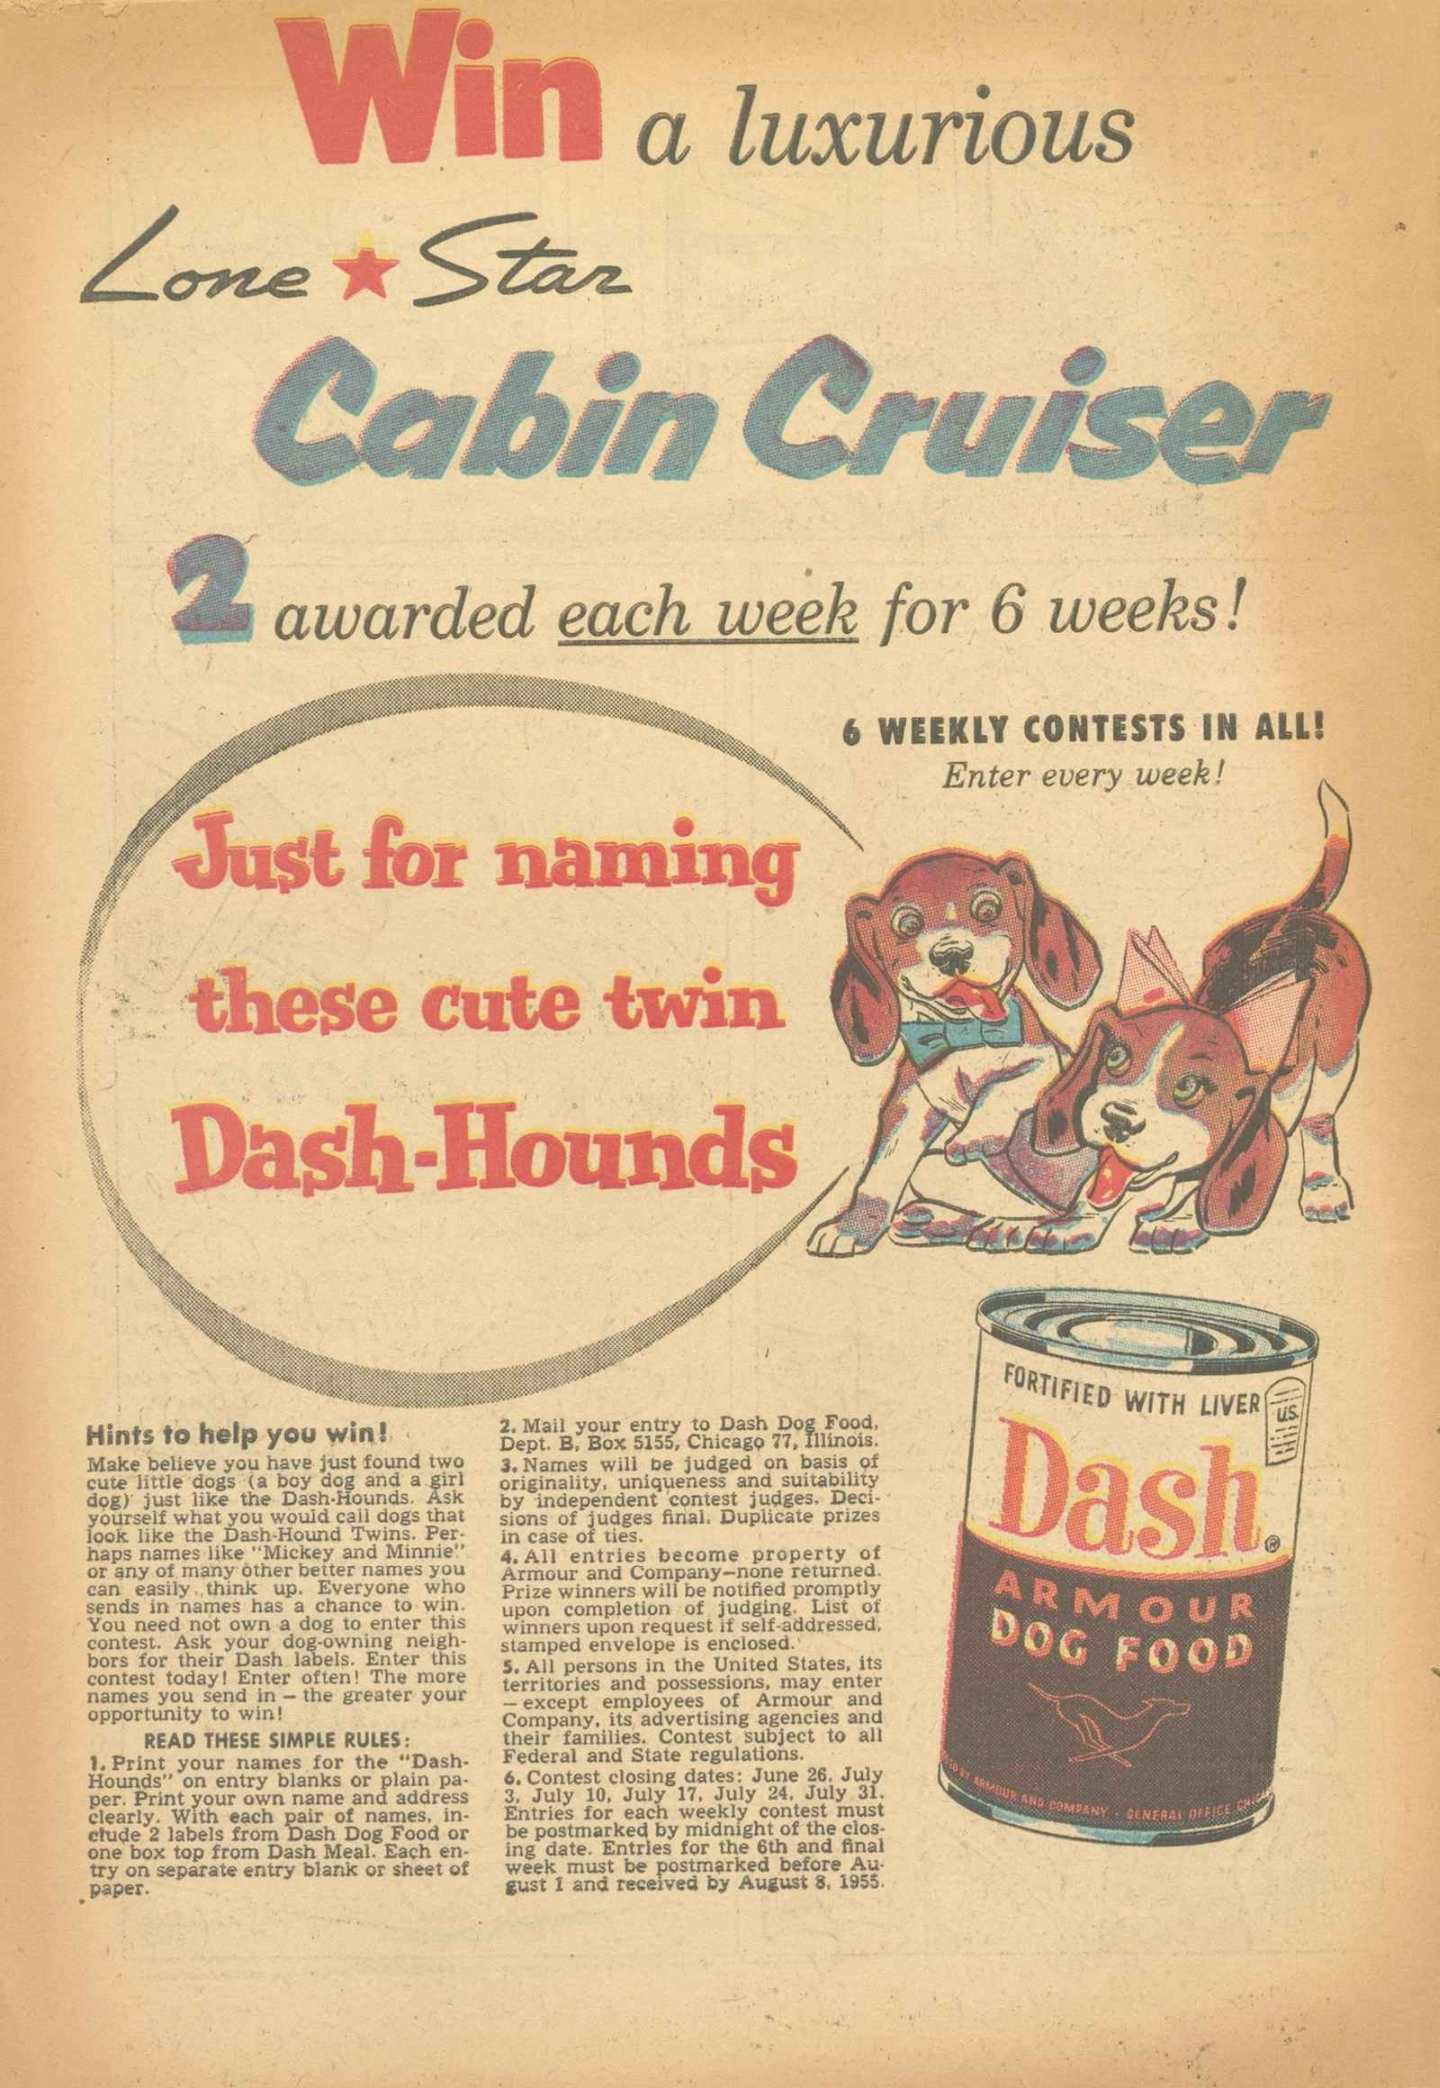 Win a luxurious
Lone Star
Cabin Cruiser
2 awarded each week for 6 weeks!
6 WEEKLY CONTESTS IN ALL!
Enter every week!
Just for naming
these cute twin
Dash-Hounds
FORTIFIED WITH LIVER
U.S.
Dash®
ARMOUR
DOG FOOD
BY ARMOUR AND COMPANY · GENERAL OFFICE
Hints to help you win!
Make believe you have just found two
cute little dogs (a boy dog and a girl
dog) just like the Dash-Hounds. Ask
yourself what you would call dogs that
look like the Dash-Hound Twins. Per-
haps names like "Mickey and Minnie"
or any of many other better names you
can easily think up. Everyone who
sends in names has a chance to win.
You need not own a dog to enter this
contest. Ask your dog-owning neigh-
bors for their Dash labels. Enter this
contest today! Enter often! The more
names you send in – the greater your
opportunity to win!
READ THESE SIMPLE RULES:
1. Print your names for the "Dash-
Hounds" on entry blanks or plain pa-
per. Print your own name and address
clearly. With each pair of names, in-
clude 2 labels from Dash Dog Food or
one box top from Dash Meal. Each en-
try on separate entry blank or sheet of
paper.
2. Mail your entry to Dash Dog Food,
Dept. B, Box 5155, Chicago 77, Illinois.
3. Names will be judged on basis of
originality, uniqueness and suitability
by independent contest judges. Deci-
sions of judges final. Duplicate prizes
in case of ties.
4. All entries become property of
Armour and Company–none returned.
Prize winners will be notified promptly
upon completion of judging. List of
winners upon request if self-addressed,
stamped envelope is enclosed.
5. All persons in the United States, its
territories and possessions, may enter
– except employees of Armour and
Company, its advertising agencies and
their families. Contest subject to all
Federal and State regulations.
6. Contest closing dates: June 26, July
3, July 10, July 17, July 24, July 31.
Entries for each weekly contest must
be postmarked by midnight of the clos-
ing date. Entries for the 6th and final
week must be postmarked before Au-
gust 1 and received by August 8, 1955.